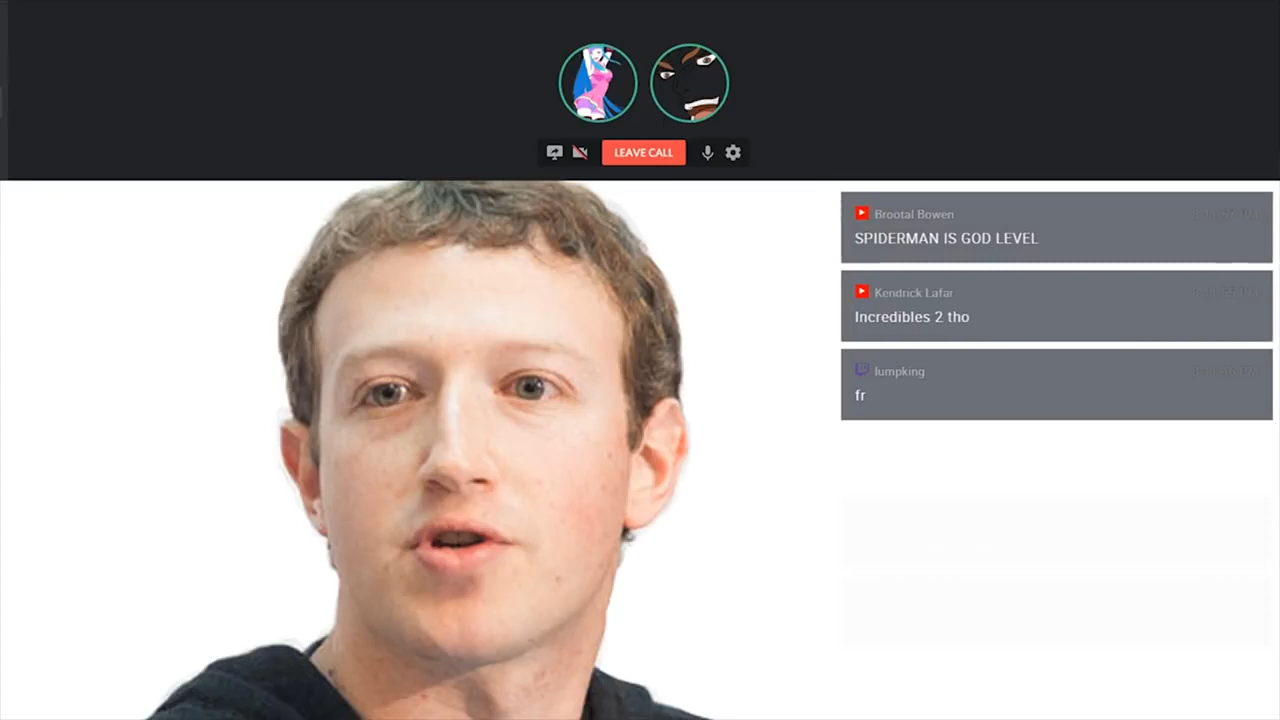 LEAVE CALL
Brootal Bowen
SPIDERMAN IS GOD LEVEL
Kendrick Lafar
Incredibles 2 tho
lumpking
fr